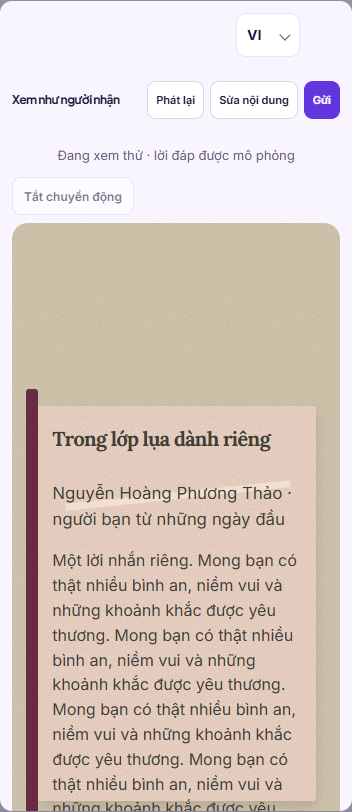 VI
Xem như người nhận
Phát lại
Sửa nội dung
Gửi
Đang xem thử · lời đáp được mô phỏng
Tắt chuyển động
Trong lớp lụa dành riêng
Nguyễn Hoàng Phương Thảo ·
người bạn từ những ngày đầu
Một lời nhắn riêng. Mong bạn có
thật nhiều bình an, niềm vui và
những khoảnh khắc được yêu
thương. Mong bạn có thật nhiều
bình an, niềm vui và những
khoảnh khắc được yêu thương.
Mong bạn có thật nhiều bình an,
niềm vui và những khoảnh khắc
được yêu thương. Mong bạn có
thật nhiều bình an, niềm vui và
những khoảnh khắc được yêu